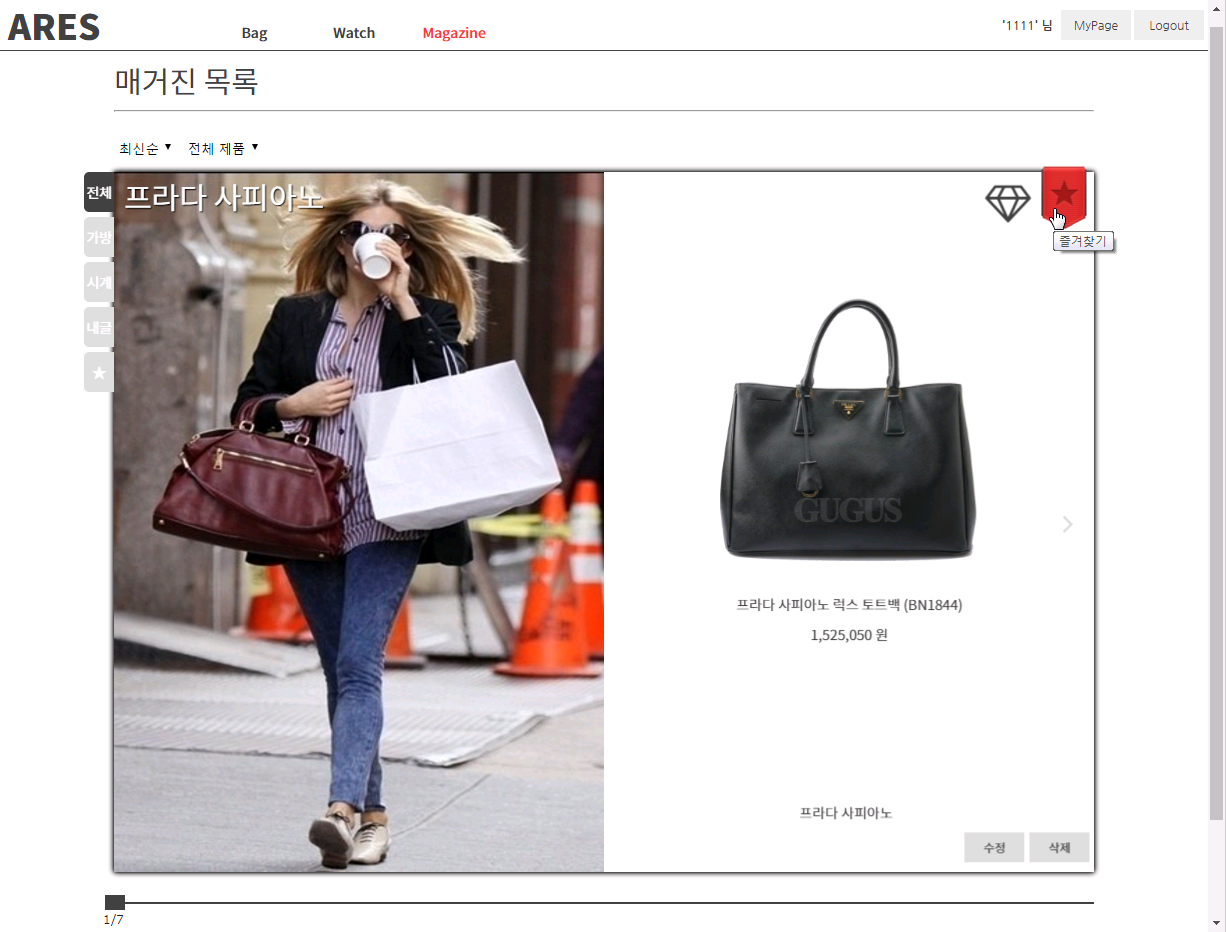 ARES
Bag
Watch
Magazine
'1111' 님
MyPage
Logout
매거진 목록
최신순 ▼
전체 제품 ▼
전체
가방
시계
내글
★
프라다 사피아노
즐겨찾기
GUGUS
프라다 사피아노 럭스 토트백 (BN1844)
1,525,050 원
프라다 사피아노
수정
삭제
1/7